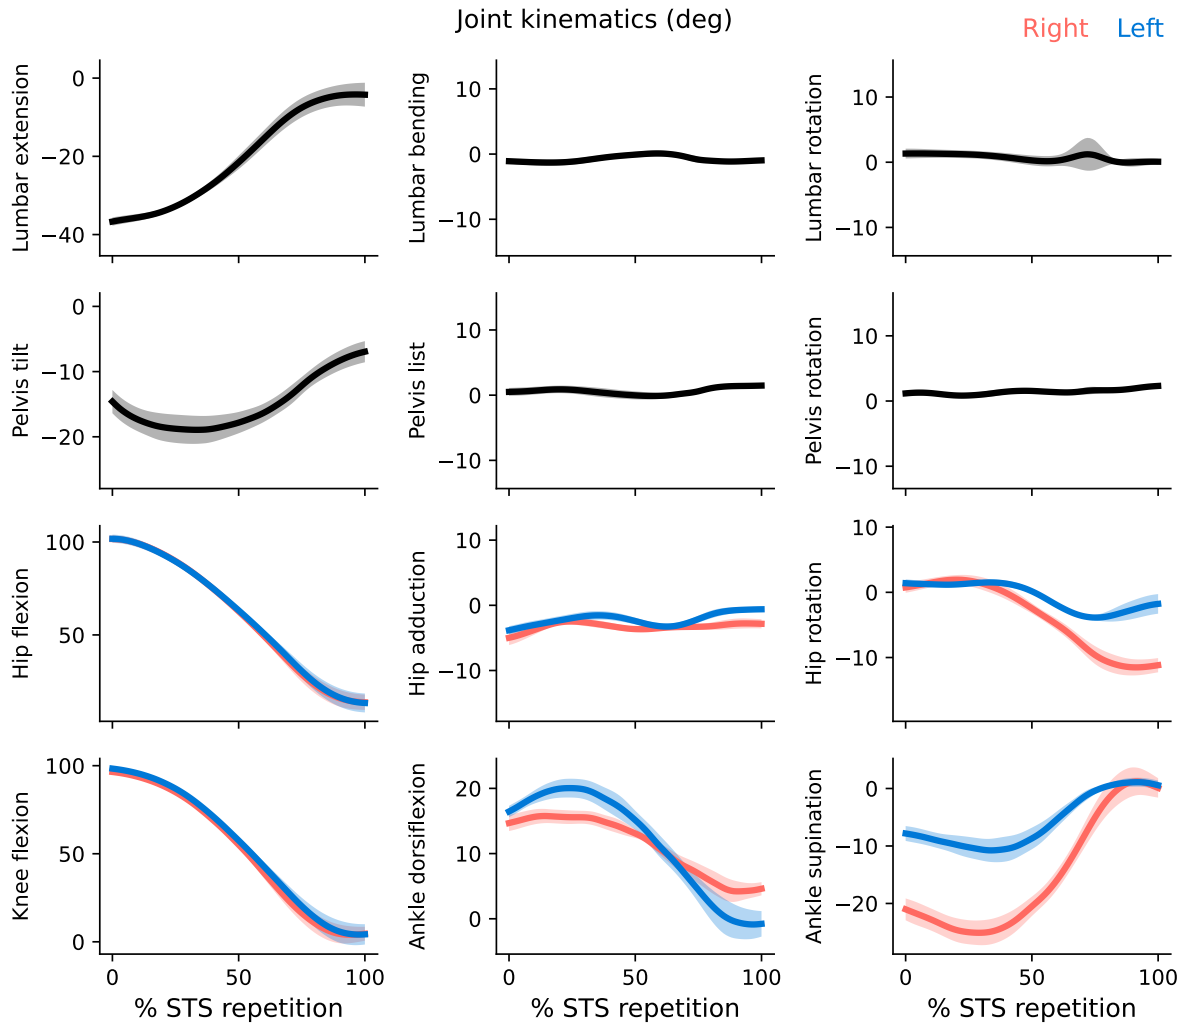 Joint kinematics (deg)
Right Left
Lumbar extension
0
−20
−40
Lumbar bending
10
0
−10
Lumbar rotation
10
0
−10
Pelvis tilt
0
−10
−20
Pelvis list
10
0
−10
Pelvis rotation
10
0
−10
Hip flexion
100
50
Hip adduction
10
0
−10
Hip rotation
10
0
−10
Knee flexion
100
50
0
0 50 100
% STS repetition
Ankle dorsiflexion
20
10
0
0 50 100
% STS repetition
Ankle supination
0
−10
−20
0 50 100
% STS repetition